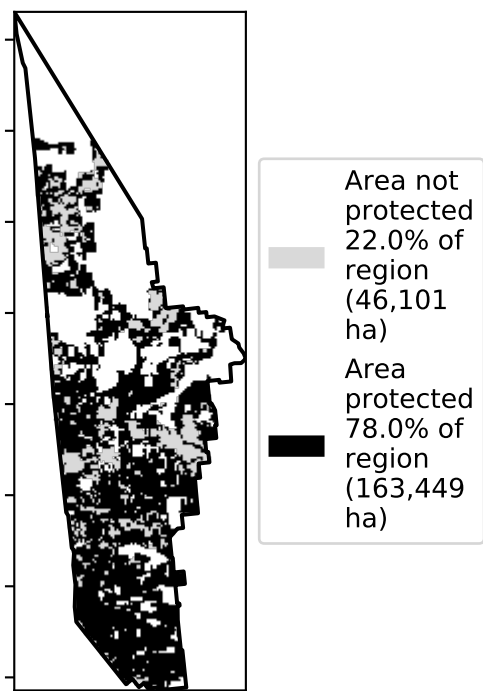 Area not
protected
22.0% of
region
(46,101
ha)
Area
protected
78.0% of
region
(163,449
ha)